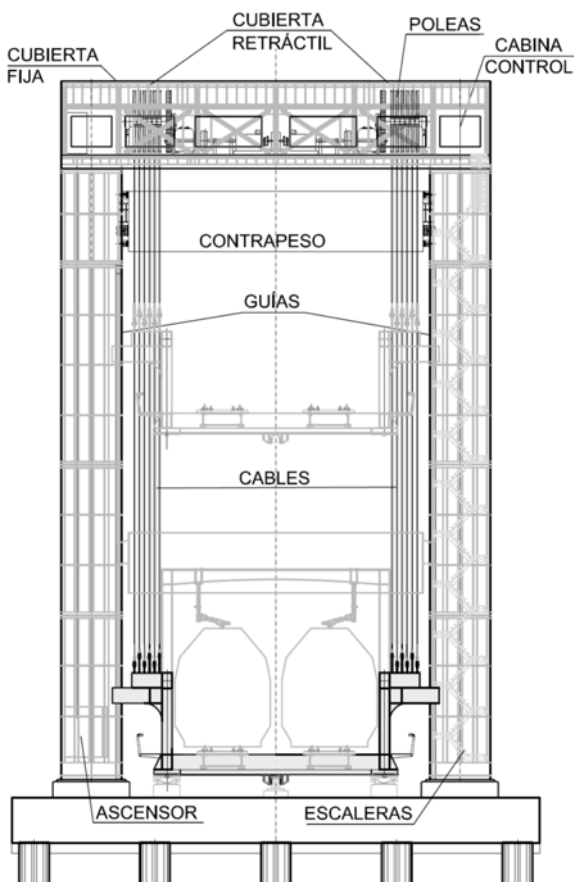 CUBIERTA
FIJA
CUBIERTA
RETRÁCTIL
POLEAS
CABINA
CONTROL
CONTRAPESO
GUÍAS
CABLES
ASCENSOR
ESCALERAS